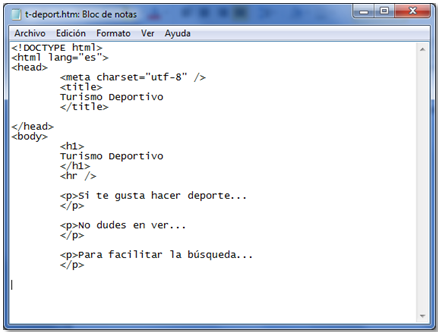 t-deport.htm: Bloc de notas
Archivo Edición Formato Ver Ayuda
<!DOCTYPE html>
<html lang="es">
<head>
<meta charset="utf-8" />
<title>
Turismo Deportivo
</title>
</head>
<body>
<h1>
Turismo Deportivo
</h1>
<hr />
<p>Si te gusta hacer deporte...
</p>
<p>No dudes en ver...
</p>
<p>Para facilitar la búsqueda...
</p>